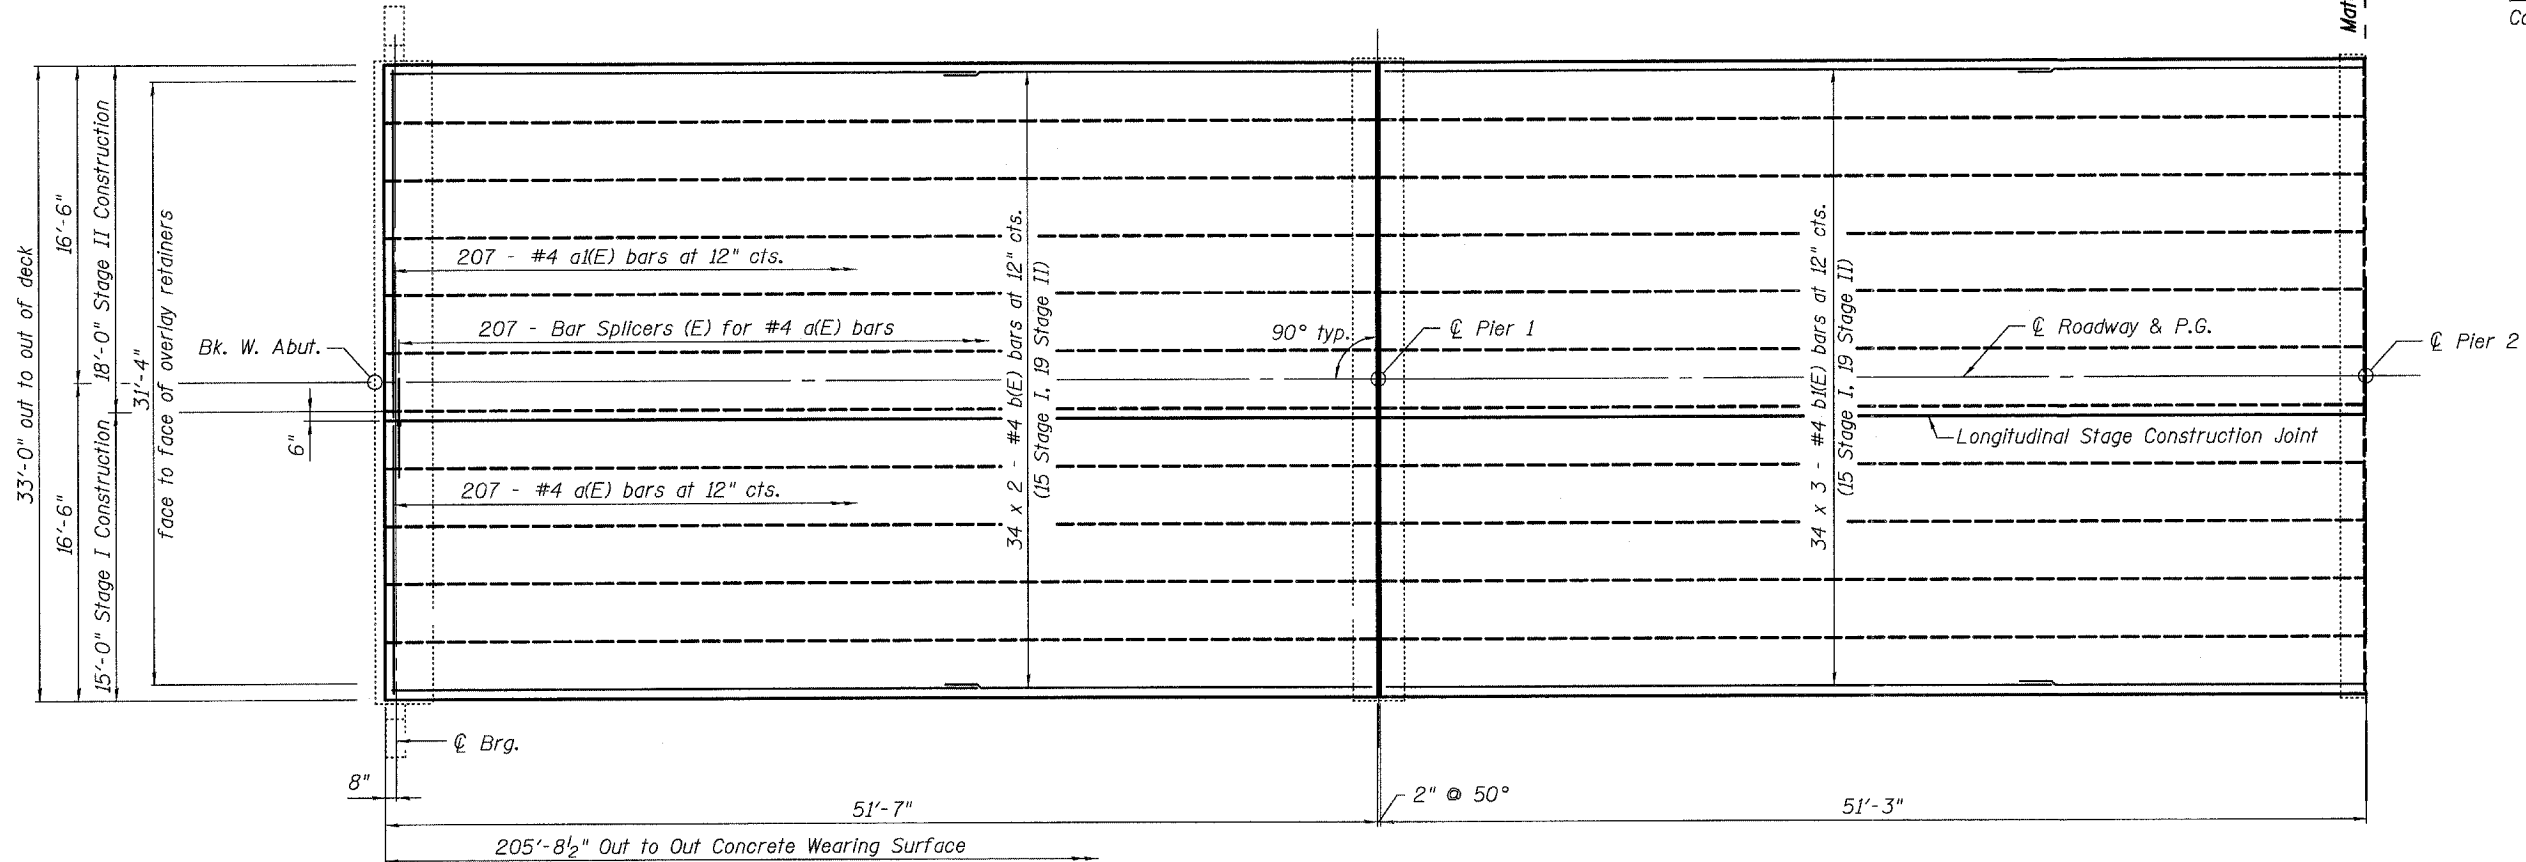 Mat
Co
33'-0" out to out of deck
16'-6"
16'-6"
18'-0" Stage II Construction
15'-0" Stage I Construction
31'-4"
face to face of overlay retainers
Bk. W. Abut.
6"
207 - #4 a1(E) bars at 12" cts.
207 - Bar Splicers (E) for #4 a(E) bars
207 - #4 a(E) bars at 12" cts.
34 x 2 - #4 b(E) bars at 12" cts.
(15 Stage I, 19 Stage II)
90° typ.
℄ Pier 1
34 x 3 - #4 b1(E) bars at 12" cts.
(15 Stage I, 19 Stage II)
℄ Roadway & P.G.
℄ Pier 2
Longitudinal Stage Construction Joint
℄ Brg.
8"
51'-7"
2" @ 50°
51'-3"
205'-8½" Out to Out Concrete Wearing Surface